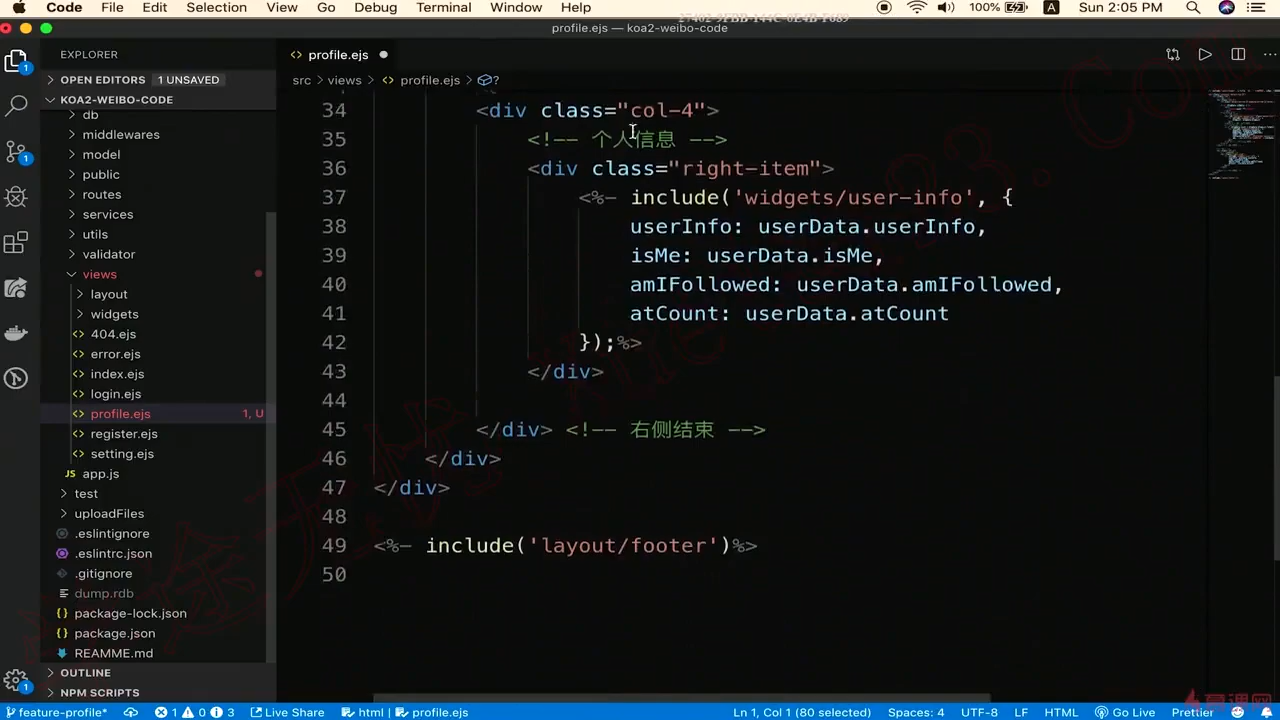 Code File Edit Selection View Go Debug Terminal Window Help 100% A Sun 2:05 PM
profile.ejs — koa2-weibo-code
EXPLORER
profile.ejs
OPEN EDITORS 1 UNSAVED
src > views > profile.ejs > ?
KOA2-WEIBO-CODE
db
middlewares
model
public
routes
services
utils
validator
views
layout
widgets
404.ejs
error.ejs
index.ejs
login.ejs
profile.ejs 1, U
register.ejs
setting.ejs
JS app.js
test
uploadFiles
.eslintignore
.eslintrc.json
.gitignore
dump.rdb
package-lock.json
package.json
REAMME.md
OUTLINE
NPM SCRIPTS
34 <div class="col-4">
35 <!-- 个人信息 -->
36 <div class="right-item">
37 <%- include('widgets/user-info', {
38 userInfo: userData.userInfo,
39 isMe: userData.isMe,
40 amIFollowed: userData.amIFollowed,
41 atCount: userData.atCount
42 });%>
43 </div>
44
45 </div> <!-- 右侧结束 -->
46 </div>
47 </div>
48
49 <%- include('layout/footer')%>
50
feature-profile* 1 0 3 Live Share html | profile.ejs Ln 1, Col 1 (80 selected) Spaces: 4 UTF-8 LF HTML Go Live Prettier